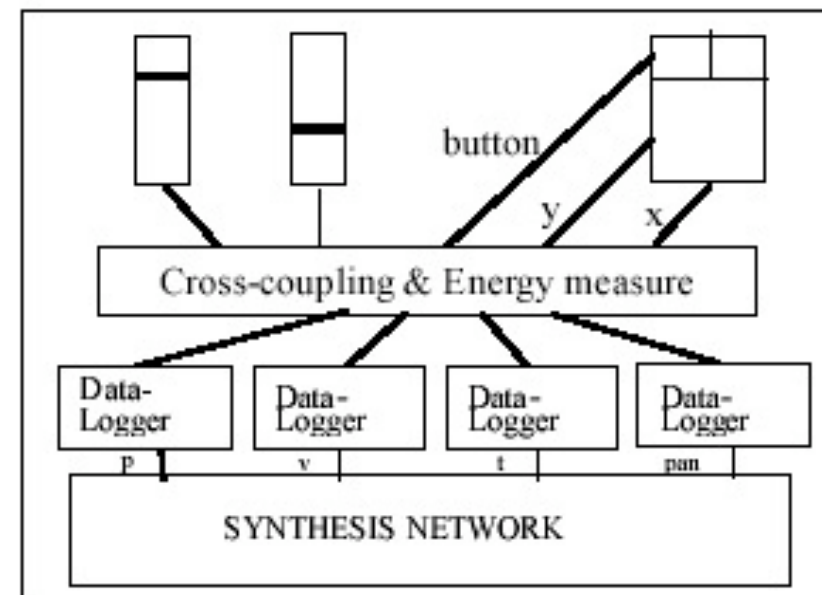 button
y
x
Cross-coupling & Energy measure
Data-
Logger
Data-
Logger
Data-
Logger
Data-
Logger
p
v
t
pan
SYNTHESIS NETWORK